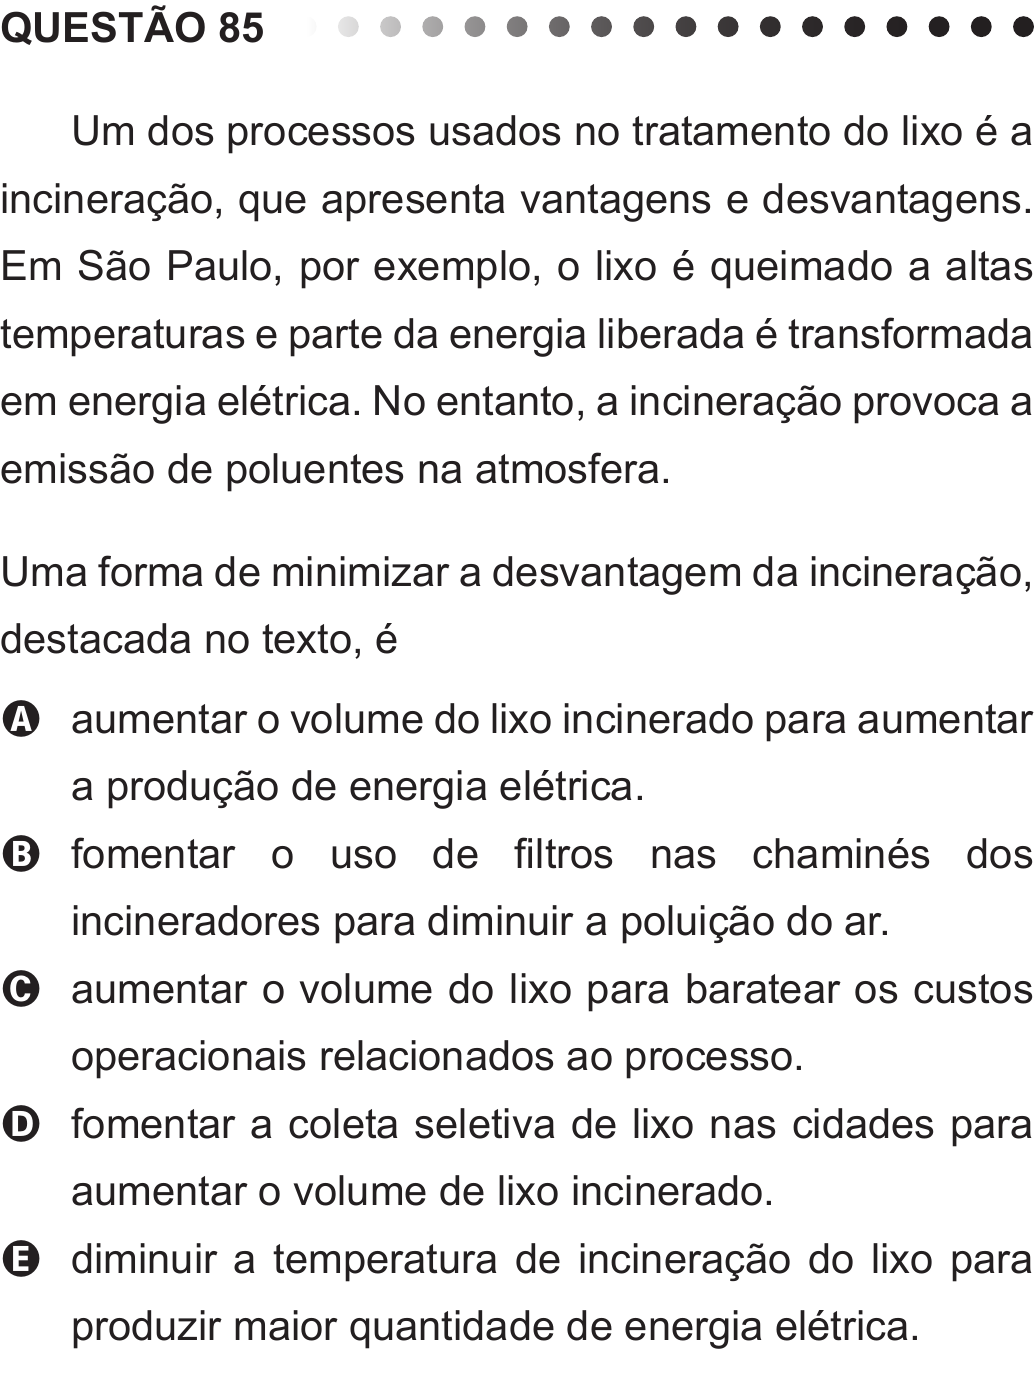 QUESTÃO 85
Um dos processos usados no tratamento do lixo é a
incineração, que apresenta vantagens e desvantagens.
Em São Paulo, por exemplo, o lixo é queimado a altas
temperaturas e parte da energia liberada é transformada
em energia elétrica. No entanto, a incineração provoca a
emissão de poluentes na atmosfera.
Uma forma de minimizar a desvantagem da incineração,
destacada no texto, é
A aumentar o volume do lixo incinerado para aumentar
a produção de energia elétrica.
B fomentar o uso de filtros nas chaminés dos
incineradores para diminuir a poluição do ar.
C aumentar o volume do lixo para baratear os custos
operacionais relacionados ao processo.
D fomentar a coleta seletiva de lixo nas cidades para
aumentar o volume de lixo incinerado.
E diminuir a temperatura de incineração do lixo para
produzir maior quantidade de energia elétrica.